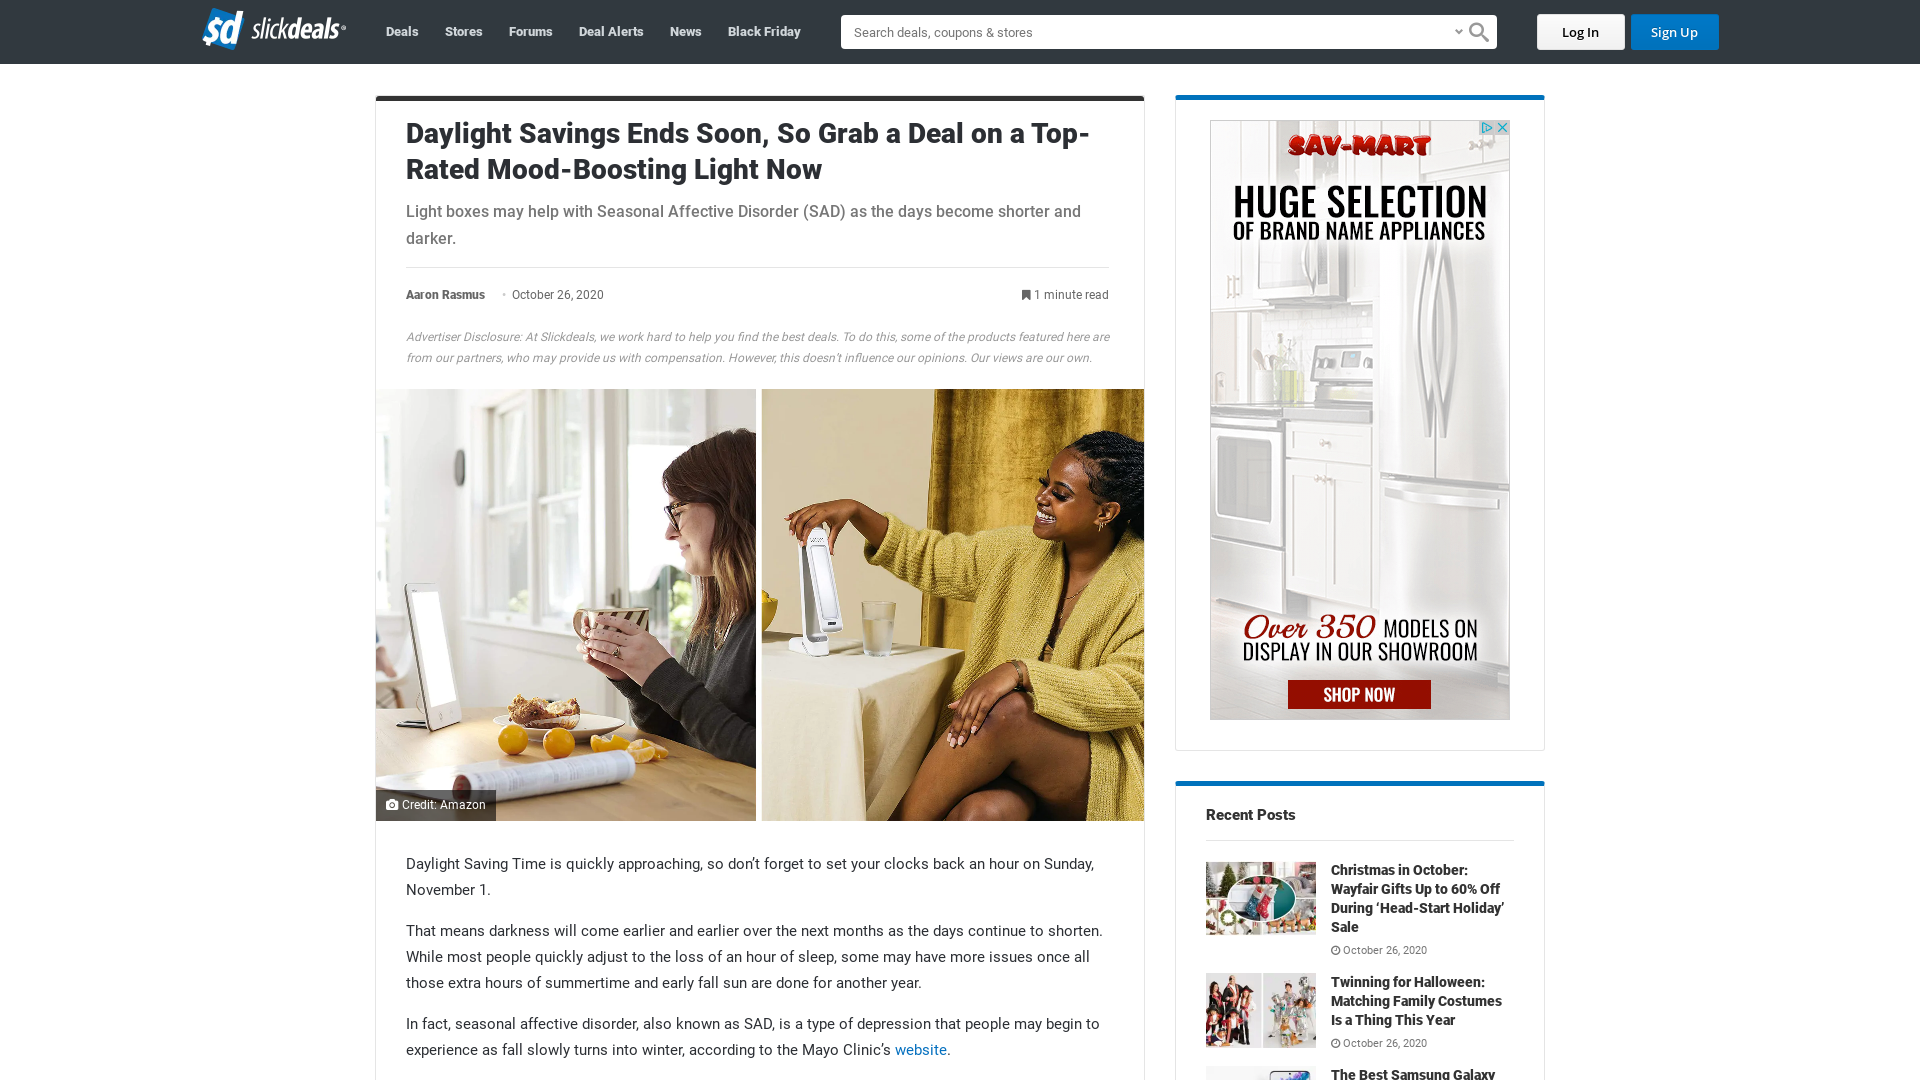 sd slickdeals
Deals Stores Forums Deal Alerts News Black Friday
Search deals, coupons & stores
Log In
Sign Up
Daylight Savings Ends Soon, So Grab a Deal on a Top-
Rated Mood-Boosting Light Now
Light boxes may help with Seasonal Affective Disorder (SAD) as the days become shorter and
darker.
Aaron Rasmus • October 26, 2020
1 minute read
Advertiser Disclosure: At Slickdeals, we work hard to help you find the best deals. To do this, some of the products featured here are
from our partners, who may provide us with compensation. However, this doesn’t influence our opinions. Our views are our own.
Credit: Amazon
Daylight Saving Time is quickly approaching, so don’t forget to set your clocks back an hour on Sunday,
November 1.
That means darkness will come earlier and earlier over the next months as the days continue to shorten.
While most people quickly adjust to the loss of an hour of sleep, some may have more issues once all
those extra hours of summertime and early fall sun are done for another year.
In fact, seasonal affective disorder, also known as SAD, is a type of depression that people may begin to
experience as fall slowly turns into winter, according to the Mayo Clinic’s website.
SAV-MART
HUGE SELECTION
OF BRAND NAME APPLIANCES
Over 350 MODELS ON
DISPLAY IN OUR SHOWROOM
SHOP NOW
Recent Posts
Christmas in October:
Wayfair Gifts Up to 60% Off
During ‘Head-Start Holiday’
Sale
October 26, 2020
Twinning for Halloween:
Matching Family Costumes
Is a Thing This Year
October 26, 2020
The Best Samsung Galaxy